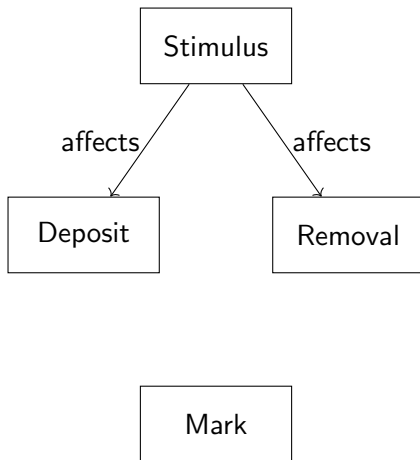 Stimulus
affects
affects
Deposit
Removal
Mark